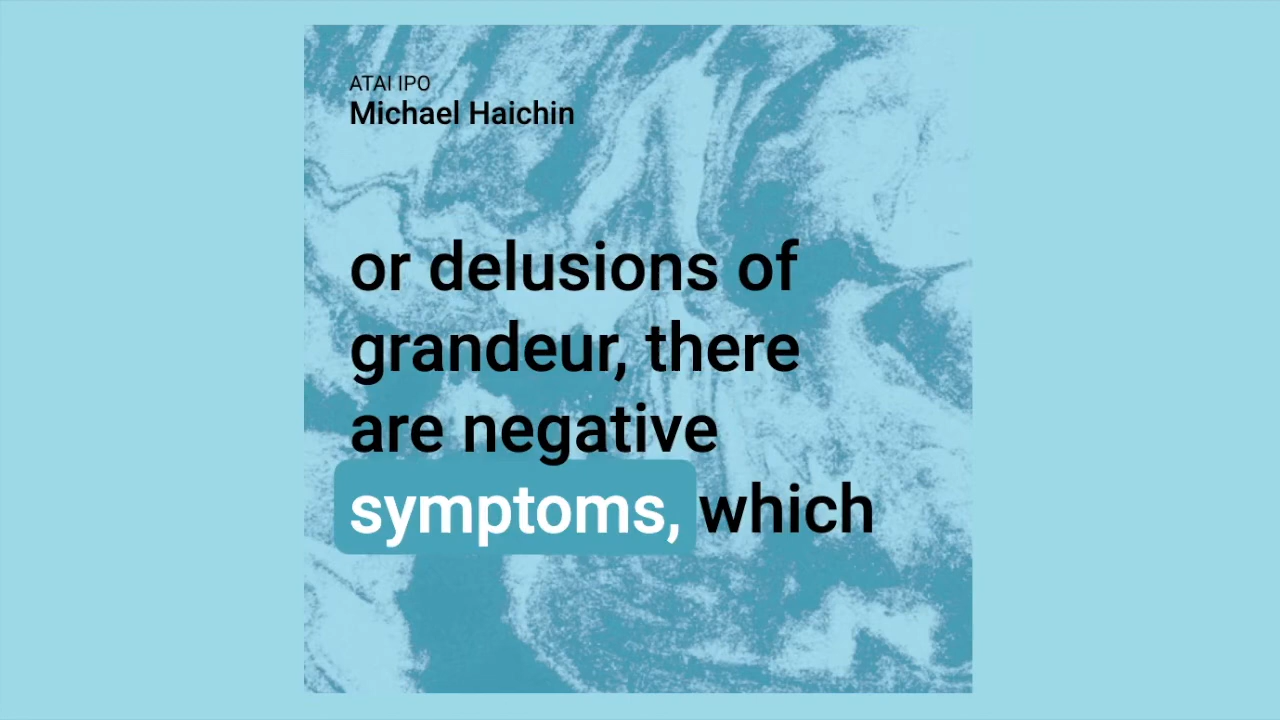 ATAI IPO
Michael Haichin
or delusions of
grandeur, there
are negative
symptoms, which